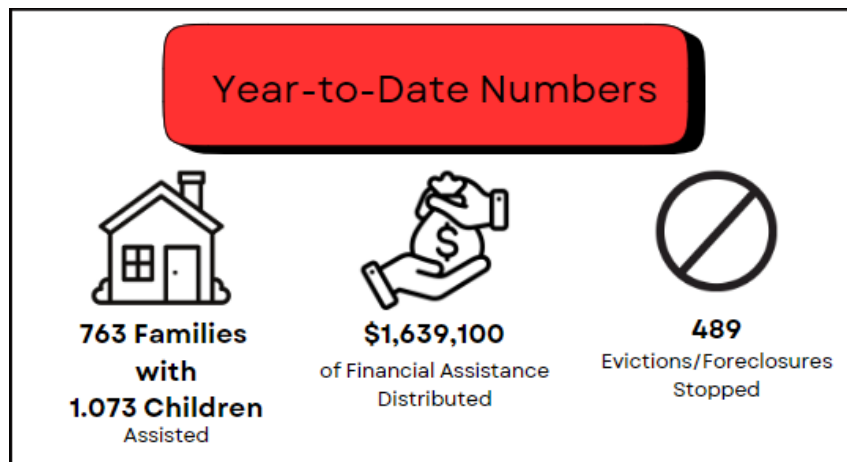 Year-to-Date Numbers
763 Families
with
1.073 Children
Assisted
$
$1,639,100
of Financial Assistance
Distributed
489
Evictions/Foreclosures
Stopped